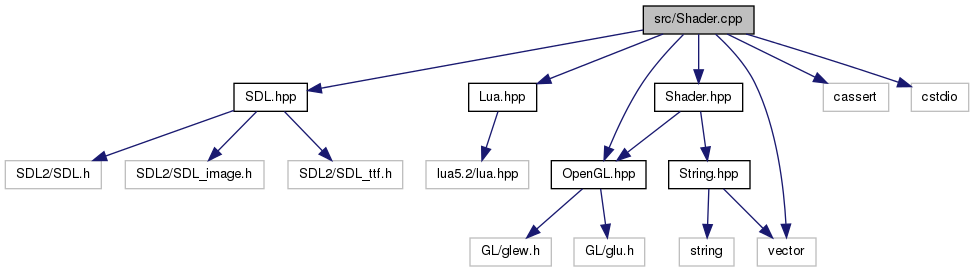 src/Shader.cpp
SDL.hpp
Lua.hpp
Shader.hpp
cassert
cstdio
SDL2/SDL.h
SDL2/SDL_image.h
SDL2/SDL_ttf.h
lua5.2/lua.hpp
OpenGL.hpp
String.hpp
GL/glew.h
GL/glu.h
string
vector